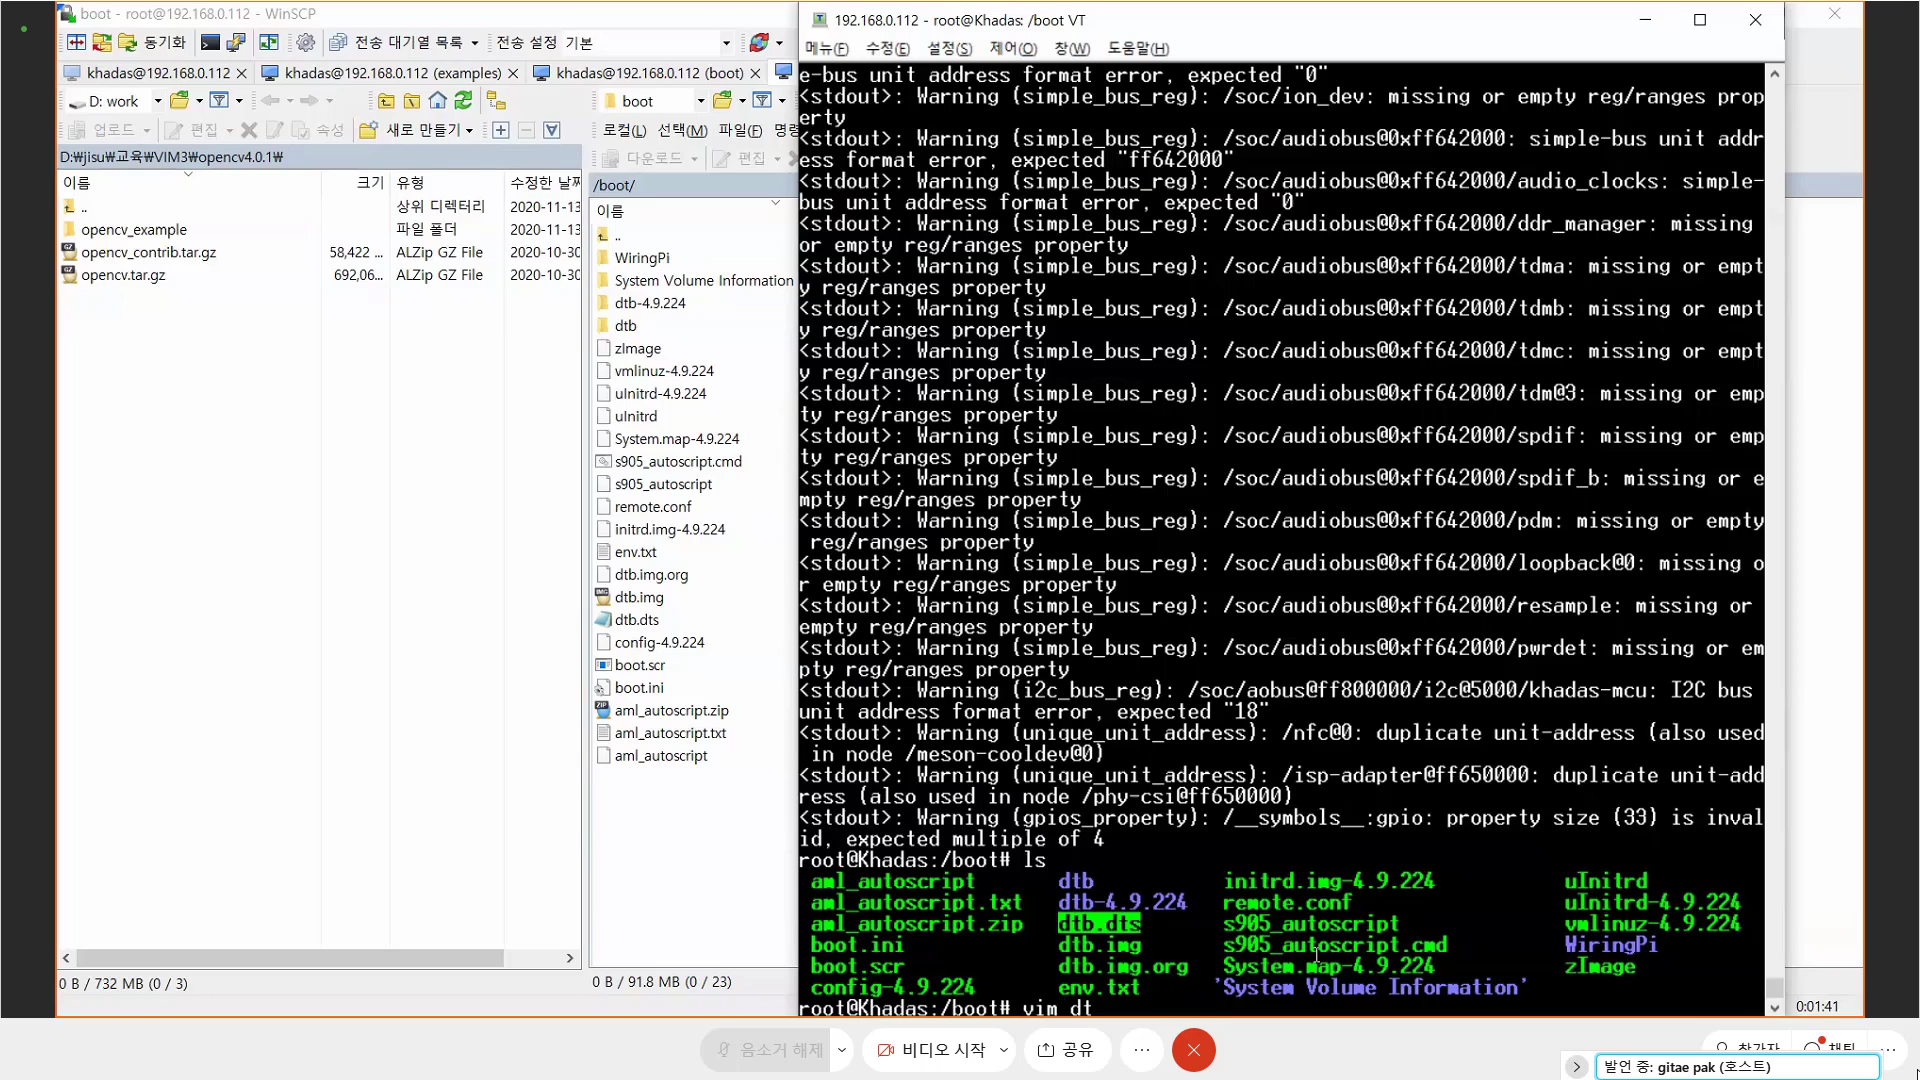 boot - root@192.168.0.112 - WinSCP
동기화
전송 대기열 목록
전송 설정 기본
khadas@192.168.0.112
khadas@192.168.0.112 (examples)
khadas@192.168.0.112 (boot)
D: work
업로드
편집
속성
새로 만들기
D:₩jisu₩교육₩VIM3₩opencv4.0.1₩
이름 크기 유형 수정한 날짜
.. 상위 디렉터리 2020-11-13
opencv_example 파일 폴더 2020-11-13
opencv_contrib.tar.gz 58,422 ... ALZip GZ File 2020-10-30
opencv.tar.gz 692,06... ALZip GZ File 2020-10-30
0 B / 732 MB (0 / 3)
boot
로컬(L) 선택(M) 파일(F) 명령
다운로드
편집
/boot/
이름
..
WiringPi
System Volume Information
dtb-4.9.224
dtb
zImage
vmlinuz-4.9.224
uInitrd-4.9.224
uInitrd
System.map-4.9.224
s905_autoscript.cmd
s905_autoscript
remote.conf
initrd.img-4.9.224
env.txt
dtb.img.org
dtb.img
dtb.dts
config-4.9.224
boot.scr
boot.ini
aml_autoscript.zip
aml_autoscript.txt
aml_autoscript
0 B / 91.8 MB (0 / 23)
192.168.0.112 - root@Khadas: /boot VT
메뉴(F) 수정(E) 설정(S) 제어(O) 창(W) 도움말(H)
e-bus unit address format error, expected "0"
<stdout>: Warning (simple_bus_reg): /soc/ion_dev: missing or empty reg/ranges prop
erty
<stdout>: Warning (simple_bus_reg): /soc/audiobus@0xff642000: simple-bus unit addr
ess format error, expected "ff642000"
<stdout>: Warning (simple_bus_reg): /soc/audiobus@0xff642000/audio_clocks: simple-
bus unit address format error, expected "0"
<stdout>: Warning (simple_bus_reg): /soc/audiobus@0xff642000/ddr_manager: missing
or empty reg/ranges property
<stdout>: Warning (simple_bus_reg): /soc/audiobus@0xff642000/tdma: missing or empt
y reg/ranges property
<stdout>: Warning (simple_bus_reg): /soc/audiobus@0xff642000/tdmb: missing or empt
y reg/ranges property
<stdout>: Warning (simple_bus_reg): /soc/audiobus@0xff642000/tdmc: missing or empt
y reg/ranges property
<stdout>: Warning (simple_bus_reg): /soc/audiobus@0xff642000/tdm@3: missing or emp
ty reg/ranges property
<stdout>: Warning (simple_bus_reg): /soc/audiobus@0xff642000/spdif: missing or emp
ty reg/ranges property
<stdout>: Warning (simple_bus_reg): /soc/audiobus@0xff642000/spdif_b: missing or e
mpty reg/ranges property
<stdout>: Warning (simple_bus_reg): /soc/audiobus@0xff642000/pdm: missing or empty
reg/ranges property
<stdout>: Warning (simple_bus_reg): /soc/audiobus@0xff642000/loopback@0: missing o
r empty reg/ranges property
<stdout>: Warning (simple_bus_reg): /soc/audiobus@0xff642000/resample: missing or
empty reg/ranges property
<stdout>: Warning (simple_bus_reg): /soc/audiobus@0xff642000/pwrdet: missing or em
pty reg/ranges property
<stdout>: Warning (i2c_bus_reg): /soc/aobus@ff800000/i2c@5000/khadas-mcu: I2C bus
unit address format error, expected "18"
<stdout>: Warning (unique_unit_address): /nfc@0: duplicate unit-address (also used
in node /meson-cooldev@0)
<stdout>: Warning (unique_unit_address): /isp-adapter@ff650000: duplicate unit-add
ress (also used in node /phy-csi@ff650000)
<stdout>: Warning (gpios_property): /__symbols__:gpio: property size (33) is inval
id, expected multiple of 4
root@Khadas:/boot# ls
aml_autoscript dtb initrd.img-4.9.224 uInitrd
aml_autoscript.txt dtb-4.9.224 remote.conf uInitrd-4.9.224
aml_autoscript.zip dtb.dts s905_autoscript vmlinuz-4.9.224
boot.ini dtb.img s905_autoscript.cmd WiringPi
boot.scr dtb.img.org System.map-4.9.224 zImage
config-4.9.224 env.txt 'System Volume Information'
root@Khadas:/boot# vim dt
0:01:41
음소거 해제
비디오 시작
공유
참가자
채팅
발언 중: gitae pak (호스트)